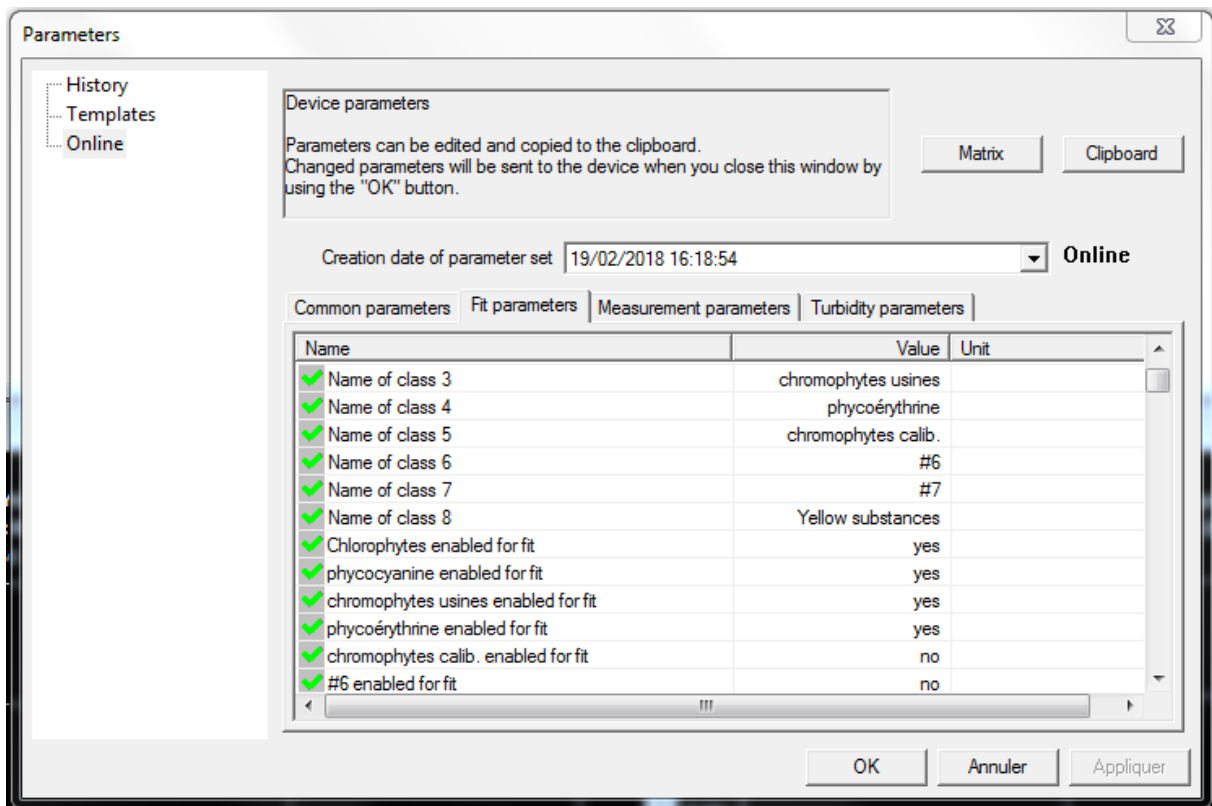 Parameters
History
Templates
Online
Device parameters
Parameters can be edited and copied to the clipboard.
Changed parameters will be sent to the device when you close this window by
using the "OK" button.
Matrix
Clipboard
Creation date of parameter set 19/02/2018 16:18:54 Online
Common parameters Fit parameters Measurement parameters Turbidity parameters
Name Value Unit
Name of class 3 chromophytes usines
Name of class 4 phycoérythrine
Name of class 5 chromophytes calib.
Name of class 6 #6
Name of class 7 #7
Name of class 8 Yellow substances
Chlorophytes enabled for fit yes
phycocyanine enabled for fit yes
chromophytes usines enabled for fit yes
phycoérythrine enabled for fit yes
chromophytes calib. enabled for fit no
#6 enabled for fit no
OK Annuler Appliquer